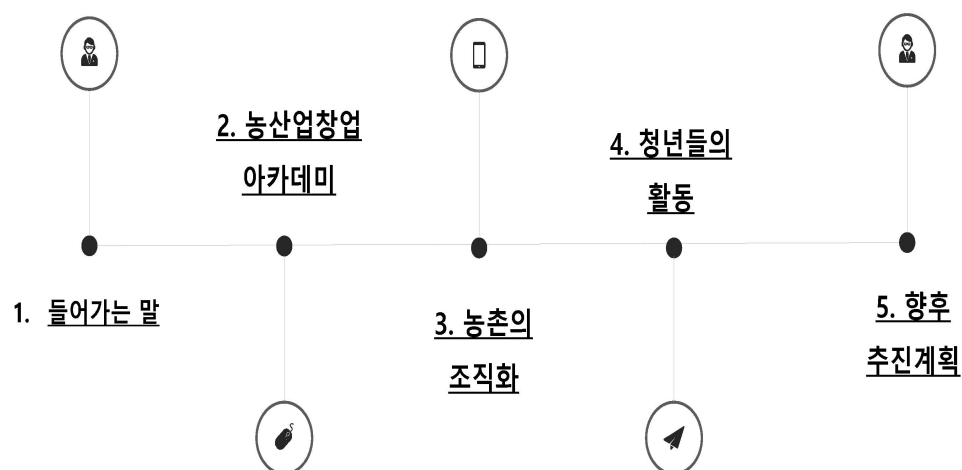 1. 들어가는 말
2. 농산업창업
아카데미
3. 농촌의
조직화
4. 청년들의
활동
5. 향후
추진계획